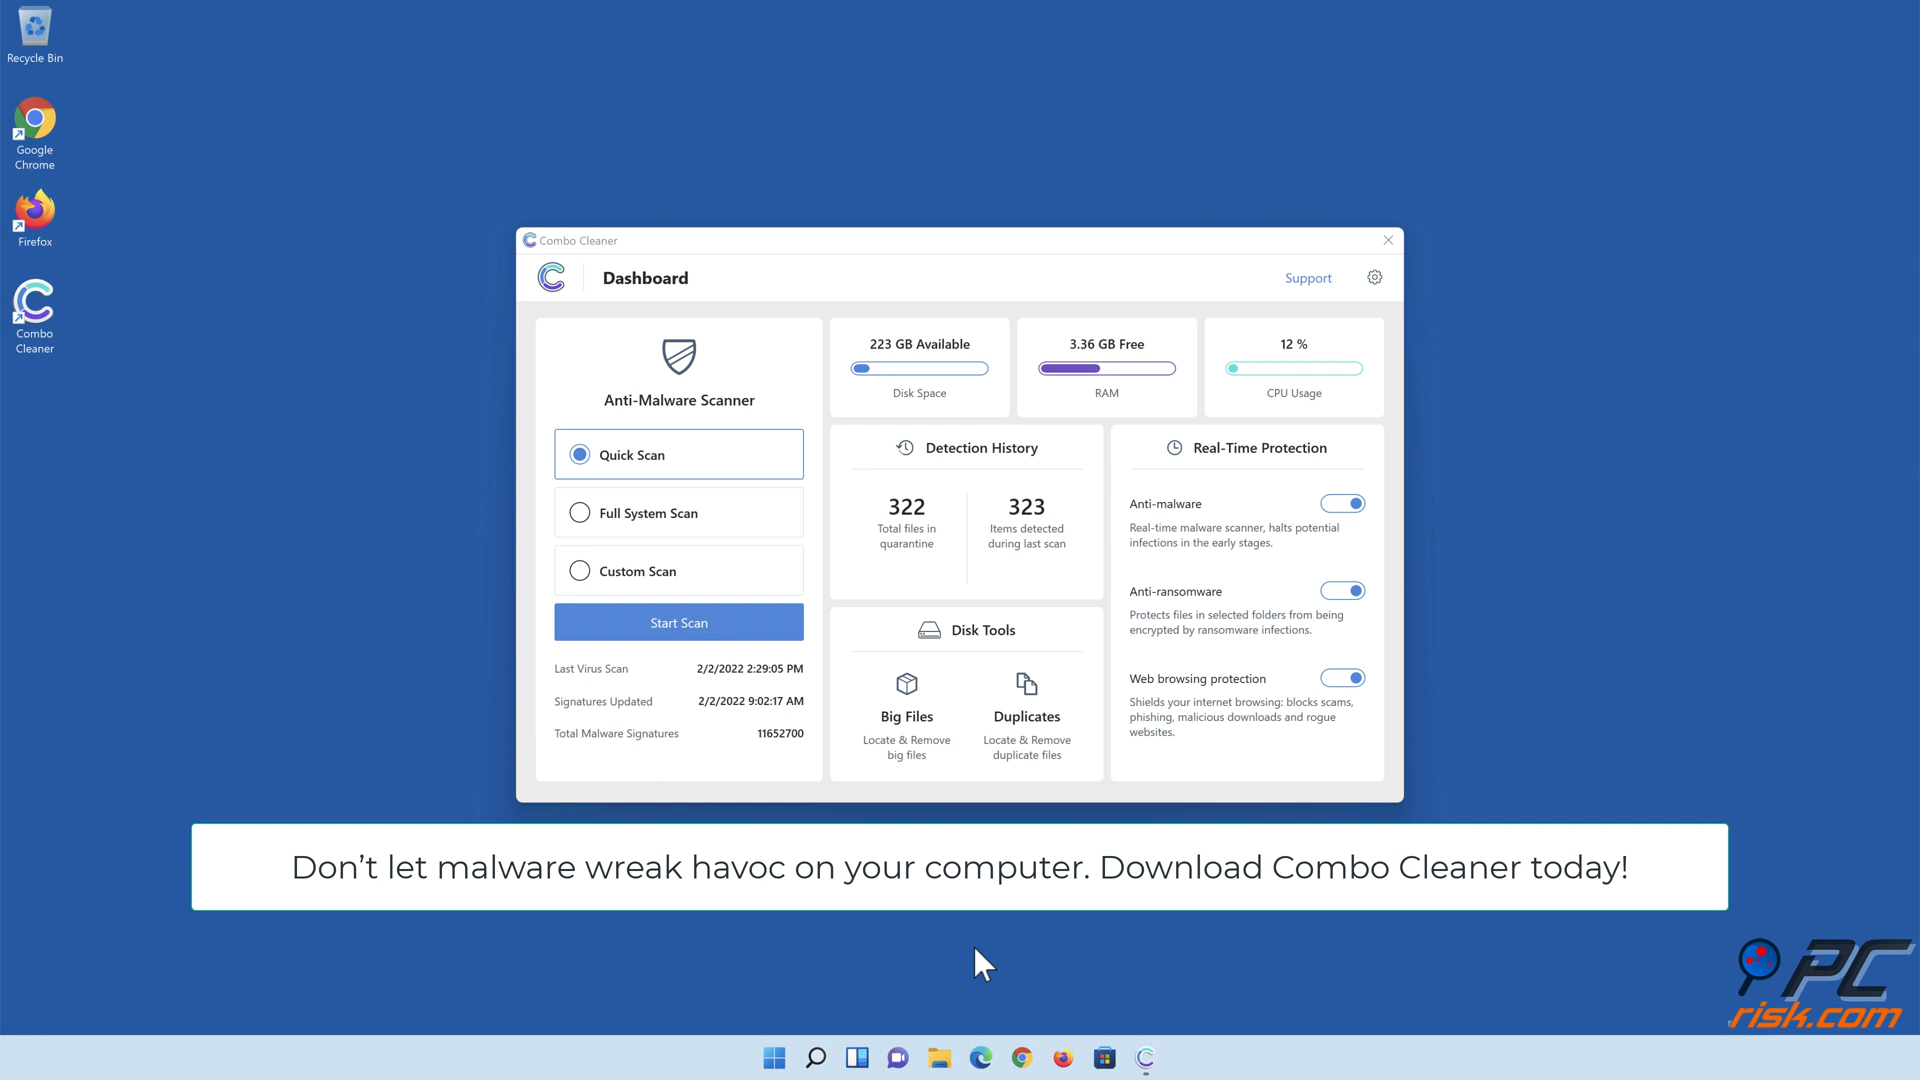 Recycle Bin
Google
Chrome
Firefox
Combo
Cleaner
Combo Cleaner
Dashboard
Support
Anti-Malware Scanner
Quick Scan
Full System Scan
Custom Scan
Start Scan
Last Virus Scan 2/2/2022 2:29:05 PM
Signatures Updated 2/2/2022 9:02:17 AM
Total Malware Signatures 11652700
223 GB Available
Disk Space
3.36 GB Free
RAM
12 %
CPU Usage
Detection History
322
Total files in
quarantine
323
Items detected
during last scan
Disk Tools
Big Files
Locate & Remove
big files
Duplicates
Locate & Remove
duplicate files
Real-Time Protection
Anti-malware
Real-time malware scanner, halts potential
infections in the early stages.
Anti-ransomware
Protects files in selected folders from being
encrypted by ransomware infections.
Web browsing protection
Shields your internet browsing: blocks scams,
phishing, malicious downloads and rogue
websites.
Don’t let malware wreak havoc on your computer. Download Combo Cleaner today!
PC
risk.com